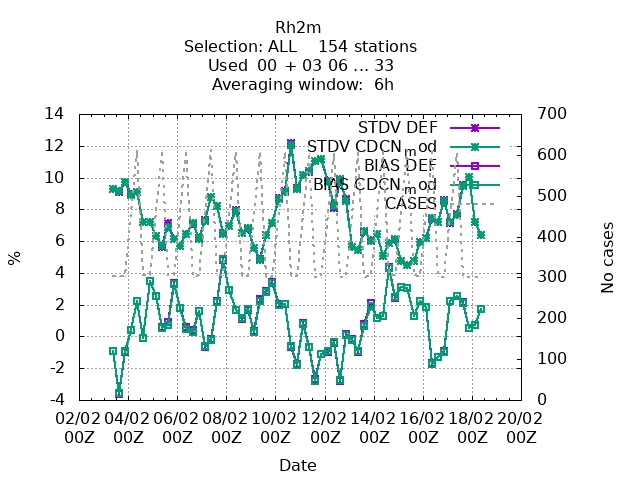 Rh2m
Selection: ALL    154 stations
Used  00 + 03 06 ... 33
Averaging window:  6h
14 700
12 600
10 500
8 400
6
4 300
2 200
0
-2 100
-4 0
STDV DEF
STDV CDCN_mod
BIAS DEF
BIAS CDCN_mod
CASES
%
No cases
02/02 04/02 06/02 08/02 10/02 12/02 14/02 16/02 18/02 20/02
00Z 00Z 00Z 00Z 00Z 00Z 00Z 00Z 00Z 00Z
Date